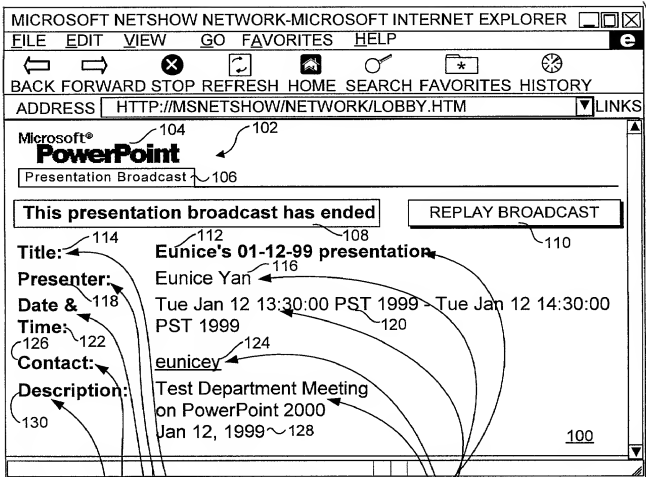 MICROSOFT NETSHOW NETWORK-MICROSOFT INTERNET EXPLORER
FILE EDIT VIEW GO FAVORITES HELP e
BACK FORWARD STOP REFRESH HOME SEARCH FAVORITES HISTORY
ADDRESS HTTP://MSNETSHOW/NETWORK/LOBBY.HTM LINKS
Microsoft® 104 102
PowerPoint
Presentation Broadcast 106
This presentation broadcast has ended REPLAY BROADCAST
108 110
114 112
Title: Eunice's 01-12-99 presentation
Presenter: Eunice Yan 116
118
Date & Tue Jan 12 13:30:00 PST 1999 - Tue Jan 12 14:30:00
Time: 122 PST 1999 120
126 124
Contact: eunicey
Description: Test Department Meeting
on PowerPoint 2000
130 Jan 12, 1999 128 100